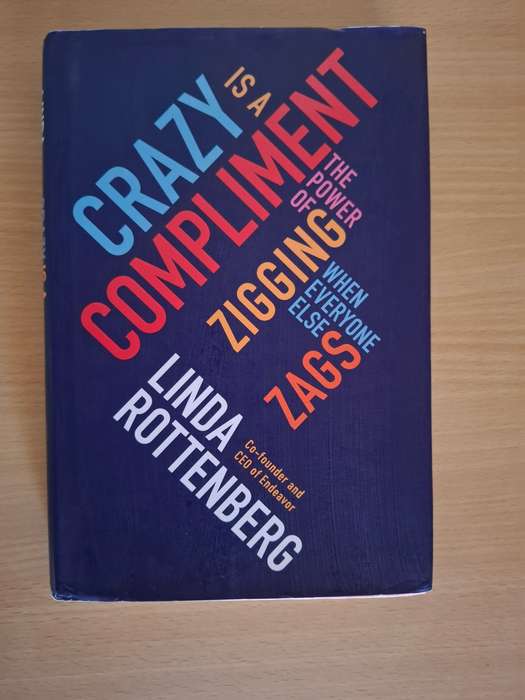 CRAZY
IS A
COMPLIMENT
THE
POWER
OF
ZIGGING
WHEN
EVERYONE
ELSE
ZAGS
LINDA
ROTTENBERG
Co-founder and
CEO of Endeavor